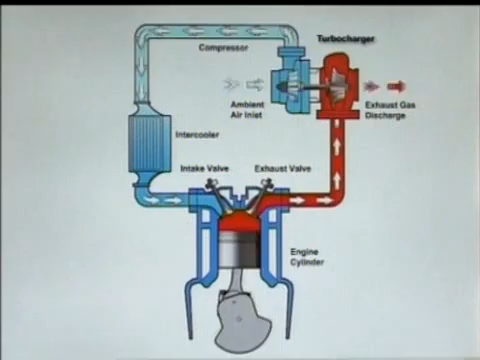 Turbocharger
Compressor
Ambient
Air Inlet
Exhaust Gas
Discharge
Intercooler
Intake Valve
Exhaust Valve
Engine
Cylinder